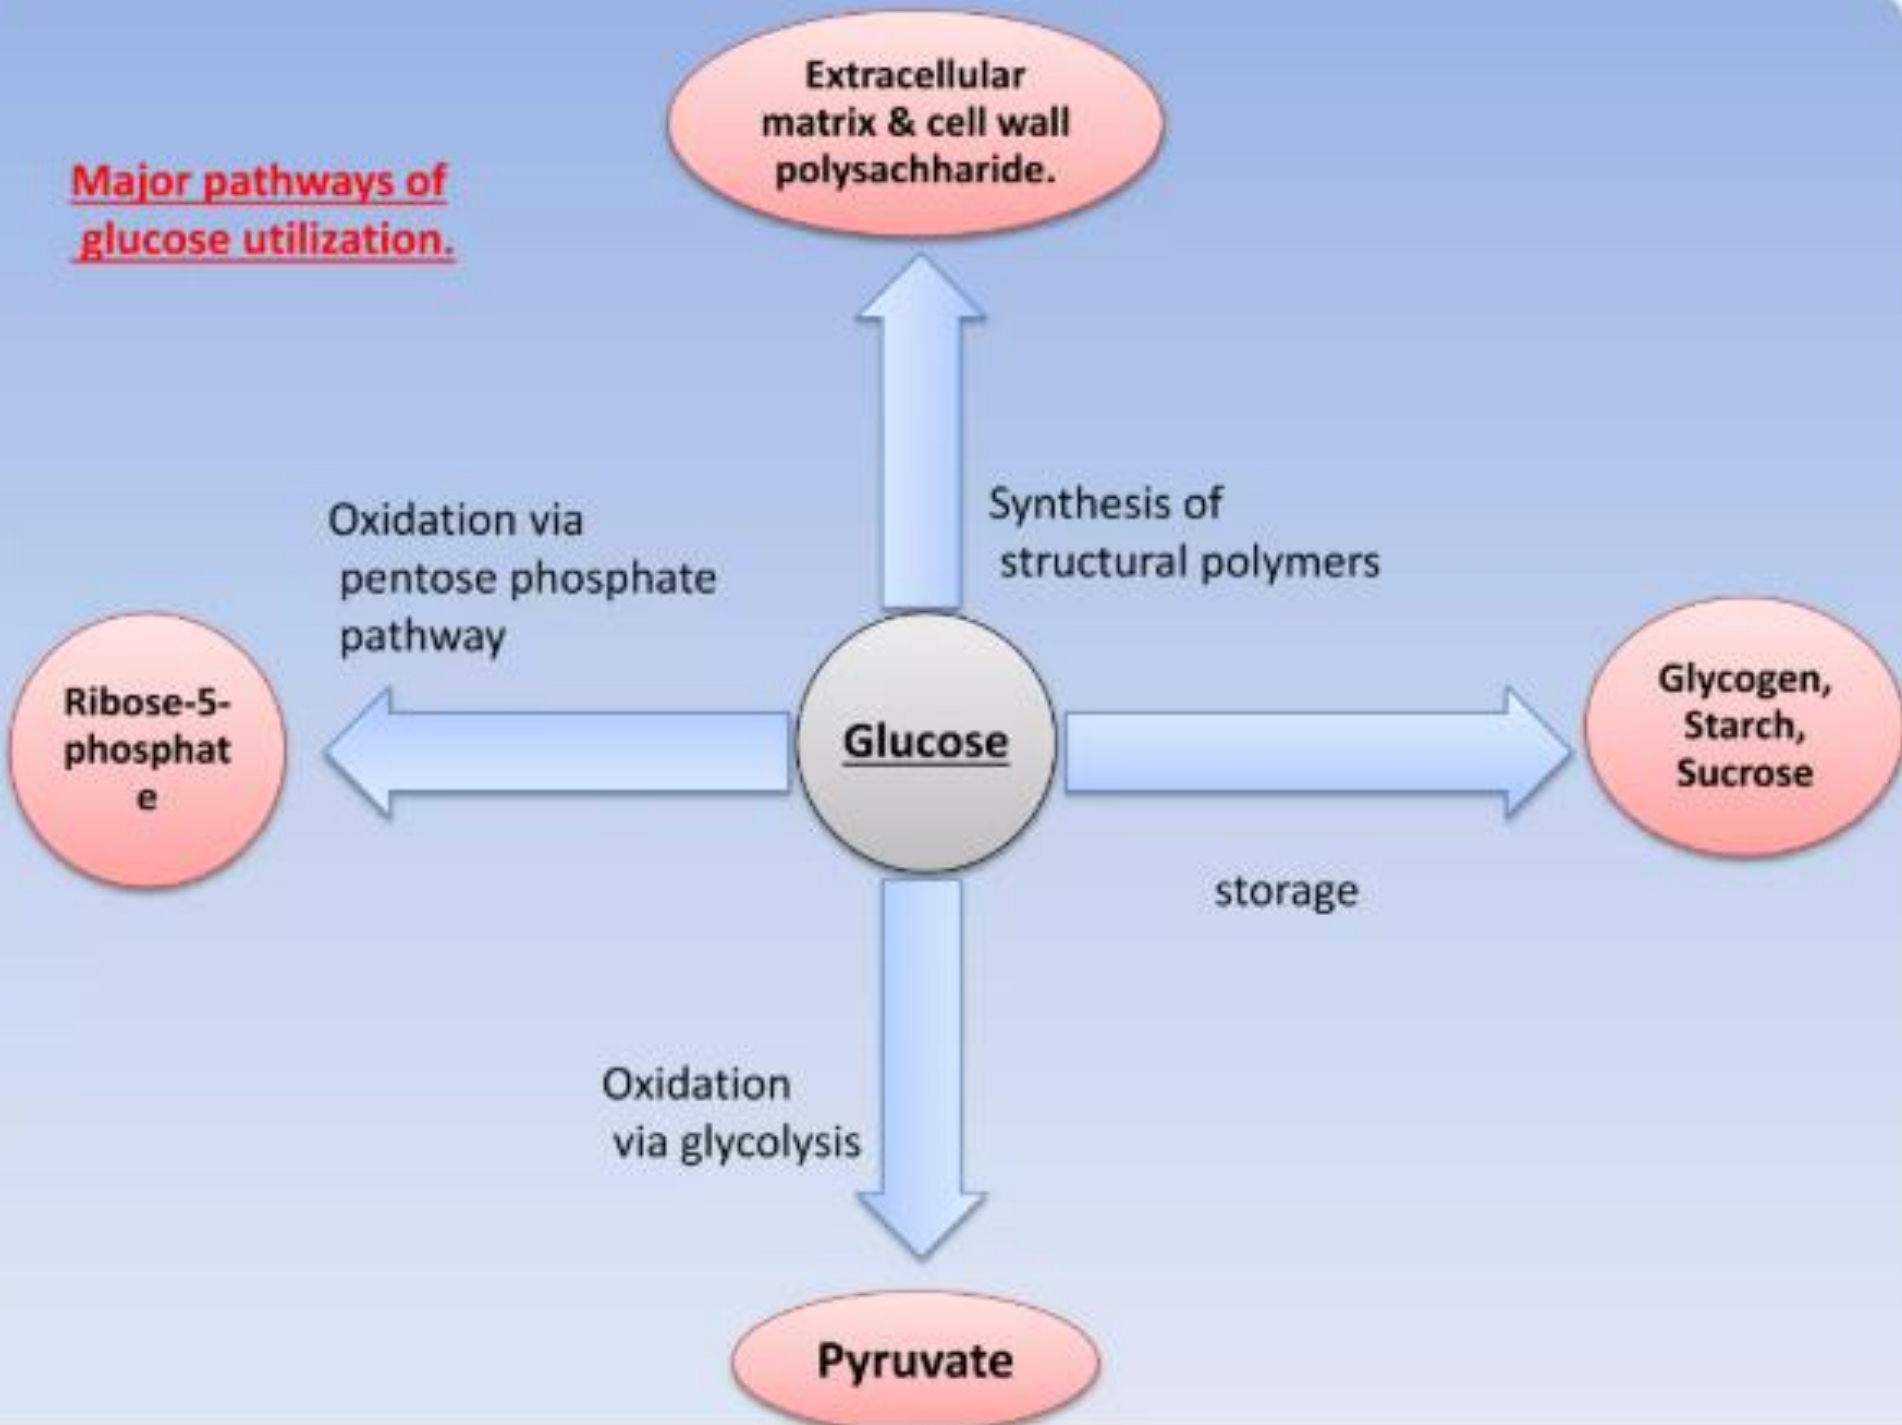 Extracellular
matrix & cell wall
polysachharide.
Major pathways of
glucose utilization.
Oxidation via
pentose phosphate
pathway
Synthesis of
structural polymers
Ribose-5-
phosphat
e
Glucose
Glycogen,
Starch,
Sucrose
storage
Oxidation
via glycolysis
Pyruvate